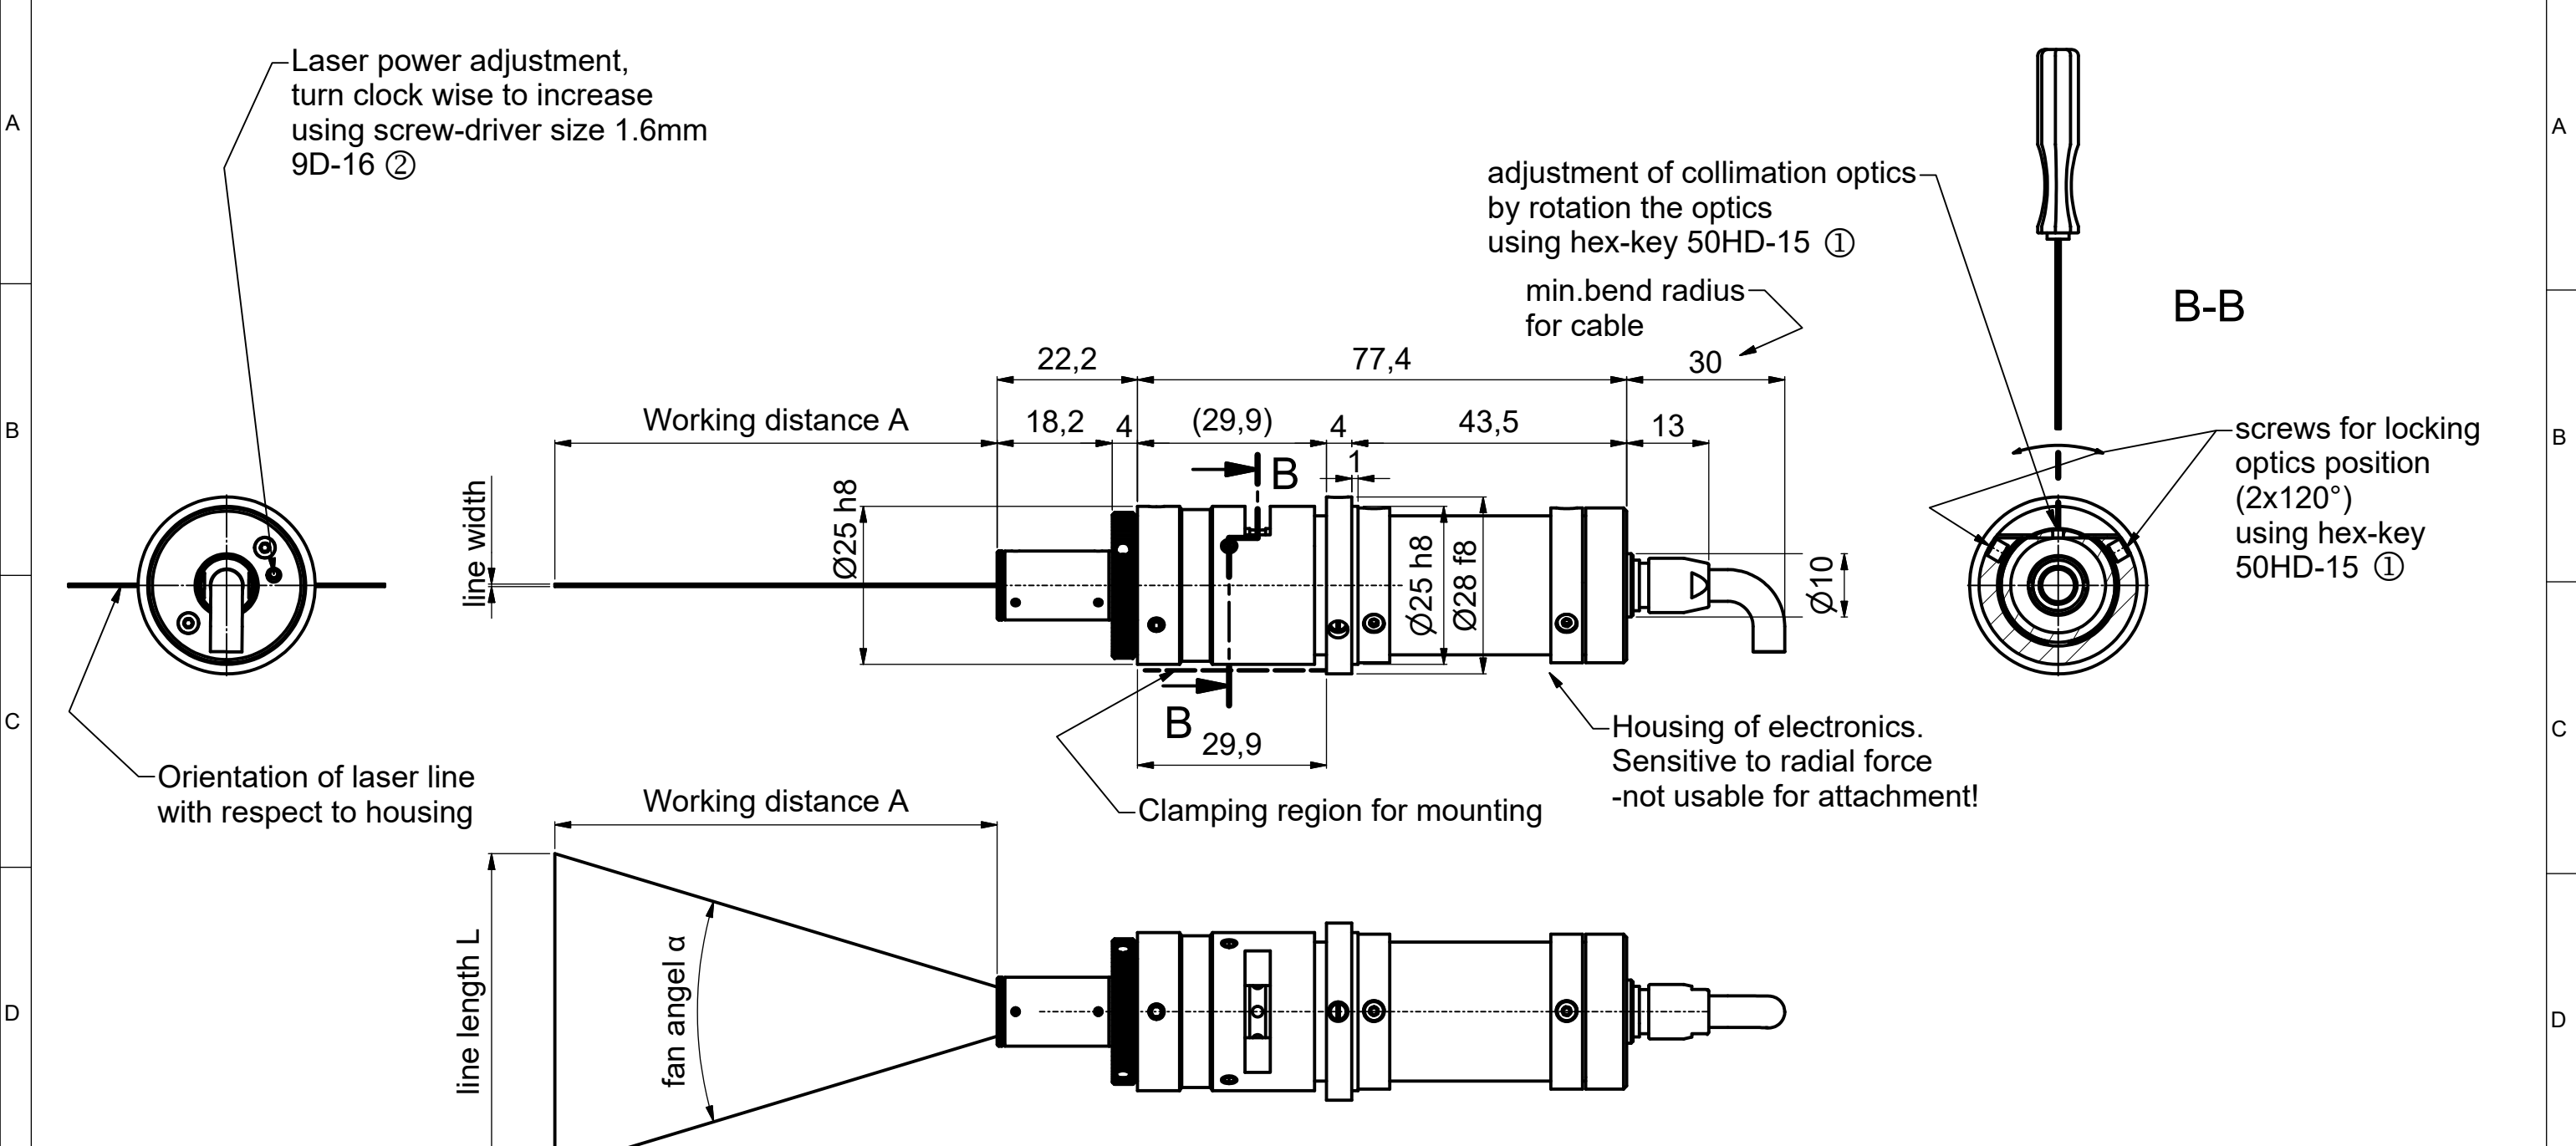 Laser power adjustment,
turn clock wise to increase
using screw-driver size 1.6mm
9D-16 ②
A
A
adjustment of collimation optics
by rotation the optics
using hex-key 50HD-15 ①
min.bend radius
for cable
B-B
22,2
77,4
30
Working distance A
18,2
4
(29,9)
4
43,5
13
1
B
B
B
screws for locking
optics position
(2x120°)
using hex-key
50HD-15 ①
line width
Ø25 h8
Ø25 h8
Ø28 f8
Ø10
B
29,9
C
C
Orientation of laser line
with respect to housing
Clamping region for mounting
Housing of electronics.
Sensitive to radial force
-not usable for attachment!
Working distance A
line length L
fan angel α
D
D